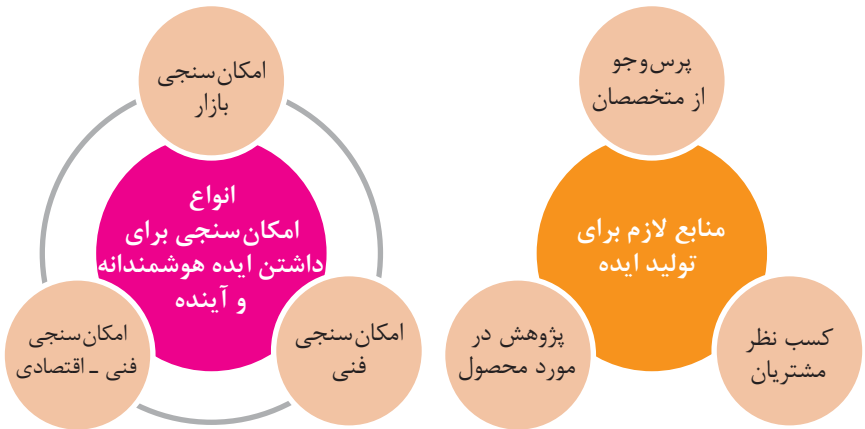 پرس‌وجو
از متخصصان
منابع لازم برای
تولید ایده
کسب نظر
مشتریان
پژوهش در
مورد محصول
امکان‌سنجی
بازار
انواع
امکان‌سنجی برای
داشتن ایده هوشمندانه
و آینده
امکان‌سنجی
فنی
امکان‌سنجی
فنی ـ اقتصادی